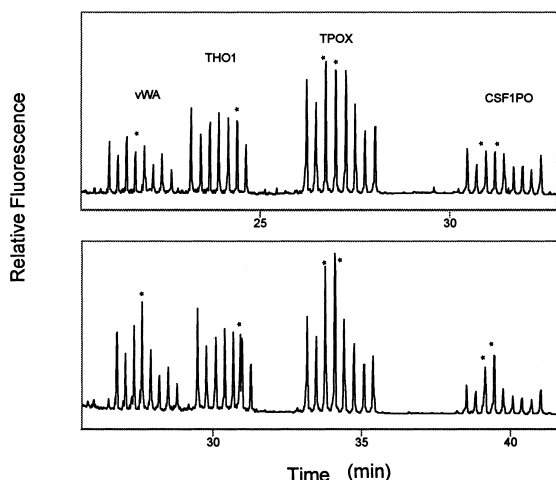 TPOX
THO1
vWA
CSF1PO
* * * * * *
25 30
* * * * * *
30 35 40
Relative Fluorescence
Time (min)